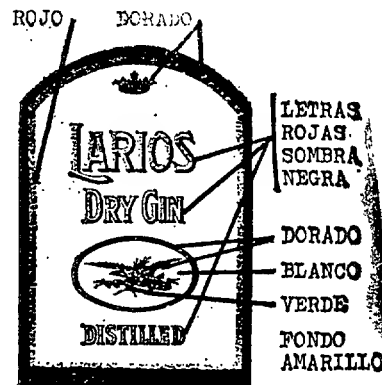 ROJO
DORADO
LARIOS
DRY GIN
DISTILLED
LETRAS
ROJAS
SOMBRA
NEGRA
DORADO
BLANCO
VERDE
FONDO
AMARILLO